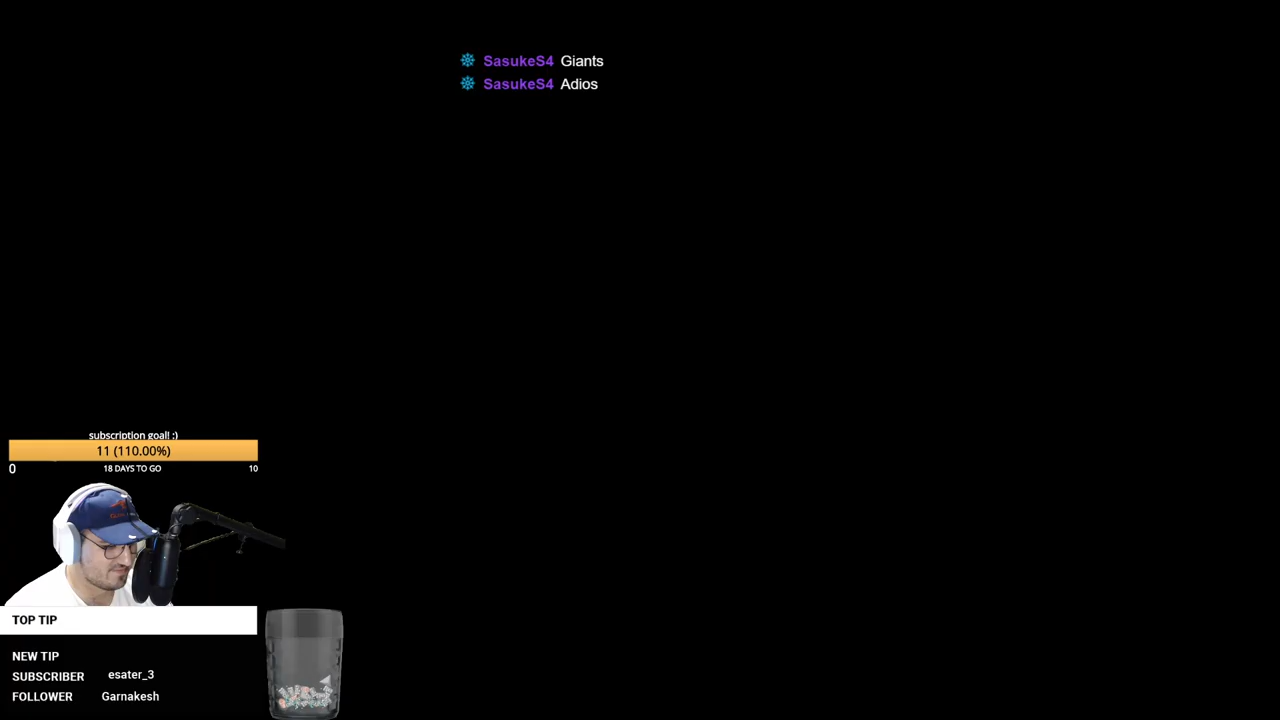 SasukeS4 Giants
SasukeS4 Adios
subscription goal! :)
11 (110.00%)
0 18 DAYS TO GO 10
TOP TIP
NEW TIP
SUBSCRIBER esater_3
FOLLOWER Garnakesh